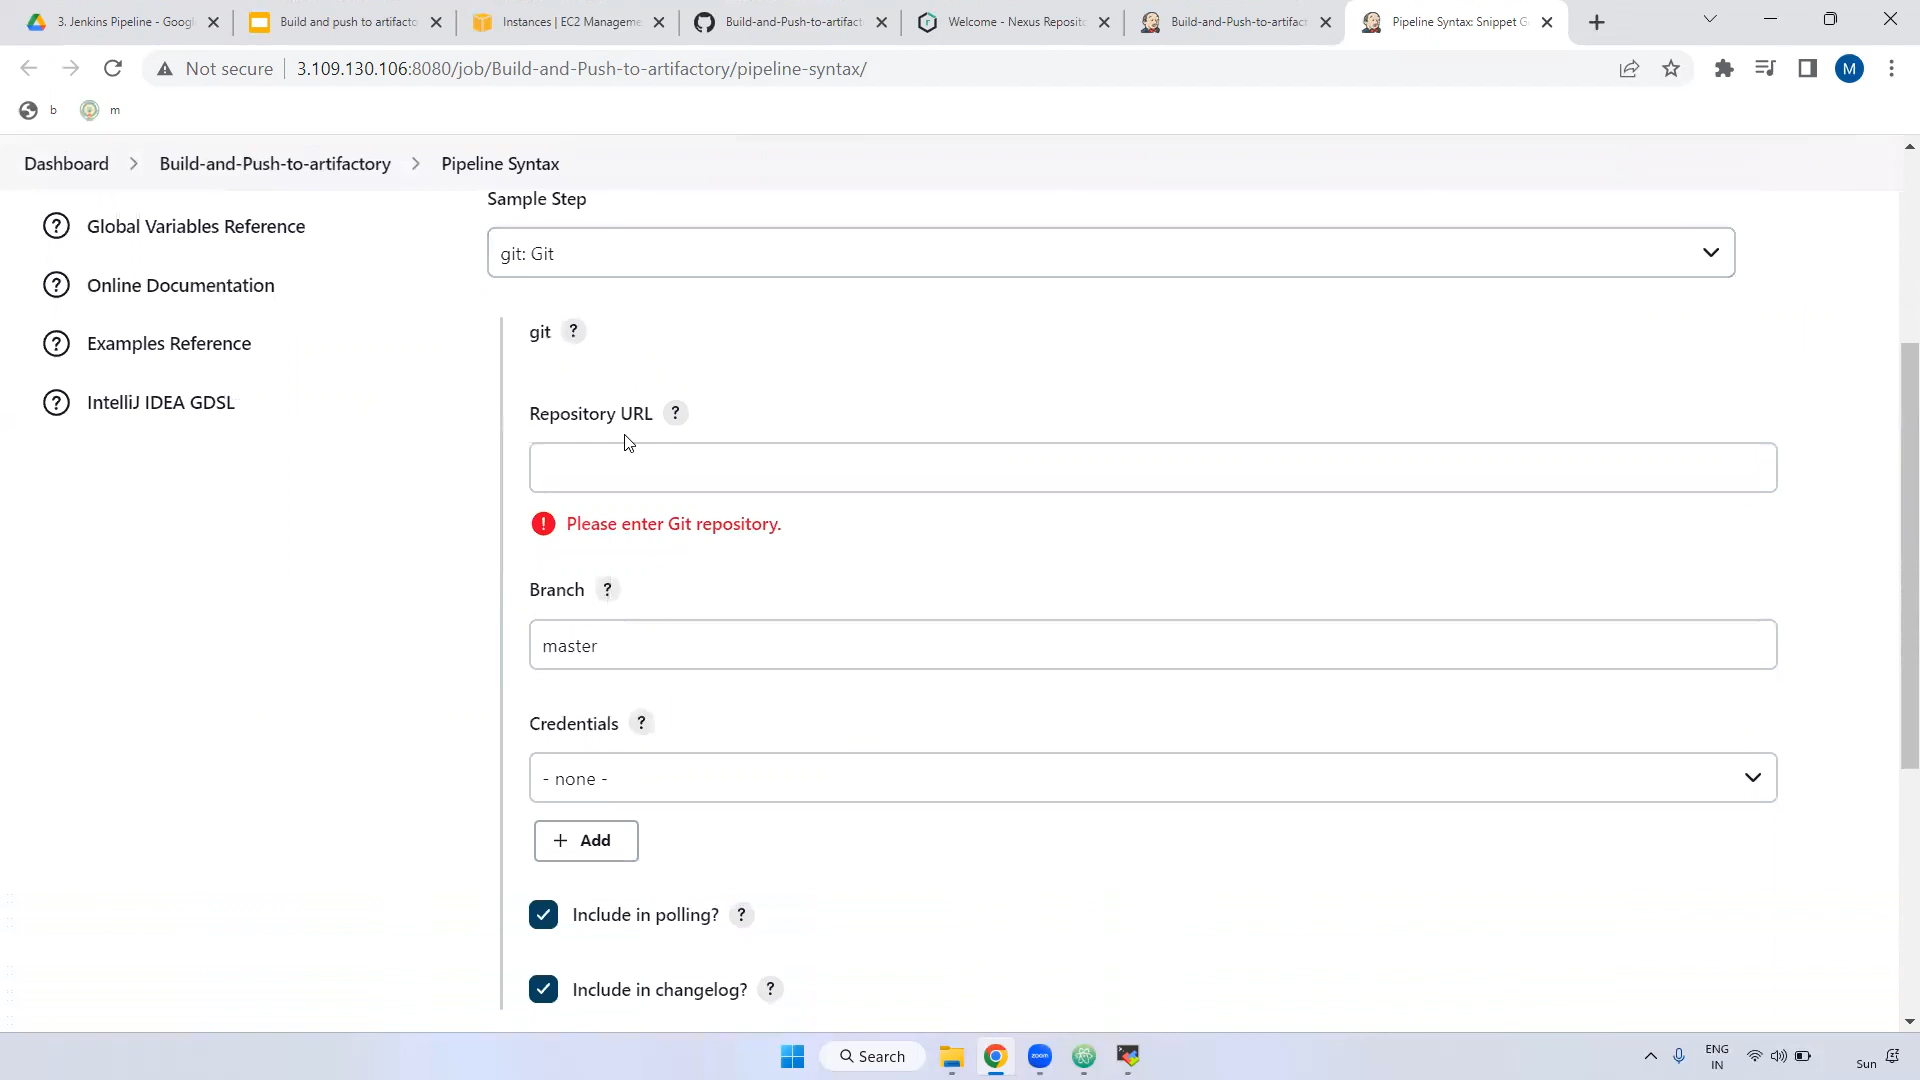 3. Jenkins Pipeline - Googl
Build and push to artifacto
Instances | EC2 Manageme
Build-and-Push-to-artifact
Welcome - Nexus Reposito
Build-and-Push-to-artifact
Pipeline Syntax: Snippet G
Not secure
3.109.130.106:8080/job/Build-and-Push-to-artifactory/pipeline-syntax/
M
b
m
Dashboard > Build-and-Push-to-artifactory > Pipeline Syntax
? Global Variables Reference
? Online Documentation
? Examples Reference
? IntelliJ IDEA GDSL
Sample Step
git: Git
git ?
Repository URL ?
! Please enter Git repository.
Branch ?
master
Credentials ?
- none -
+ Add
Include in polling? ?
Include in changelog? ?
Search
zoom
ENG
IN
Sun